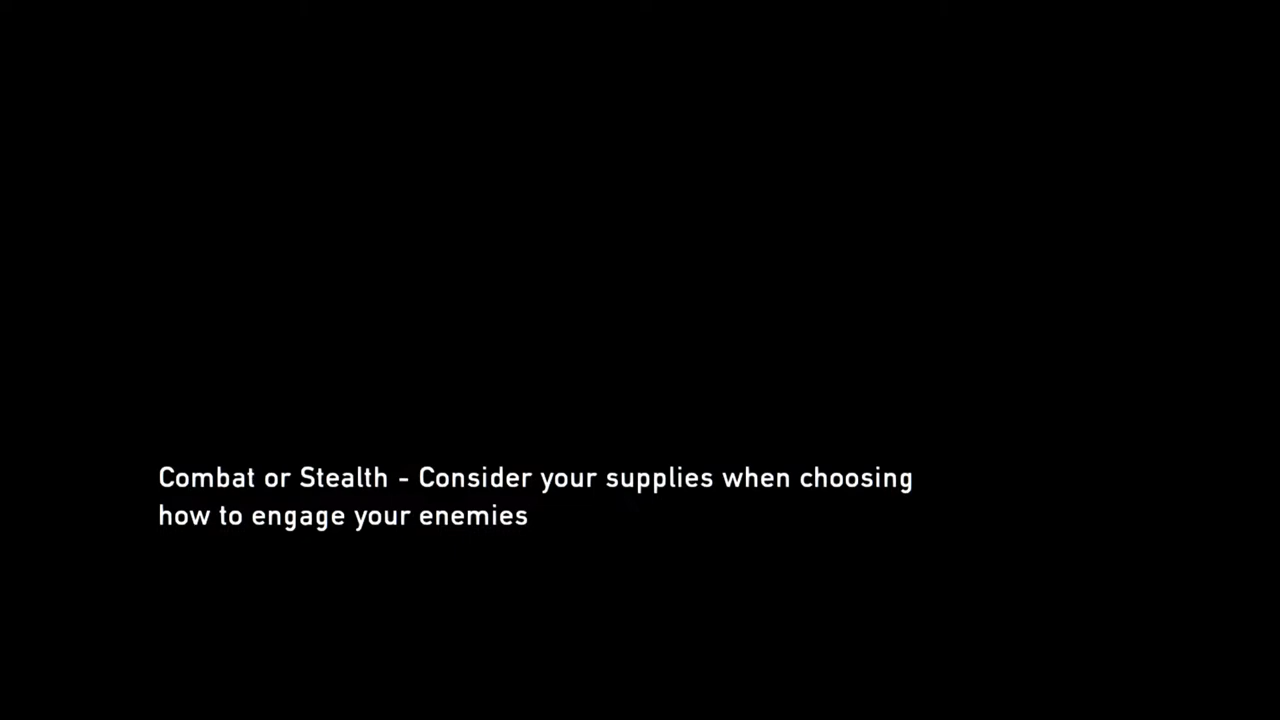 Combat or Stealth - Consider your supplies when choosing
how to engage your enemies